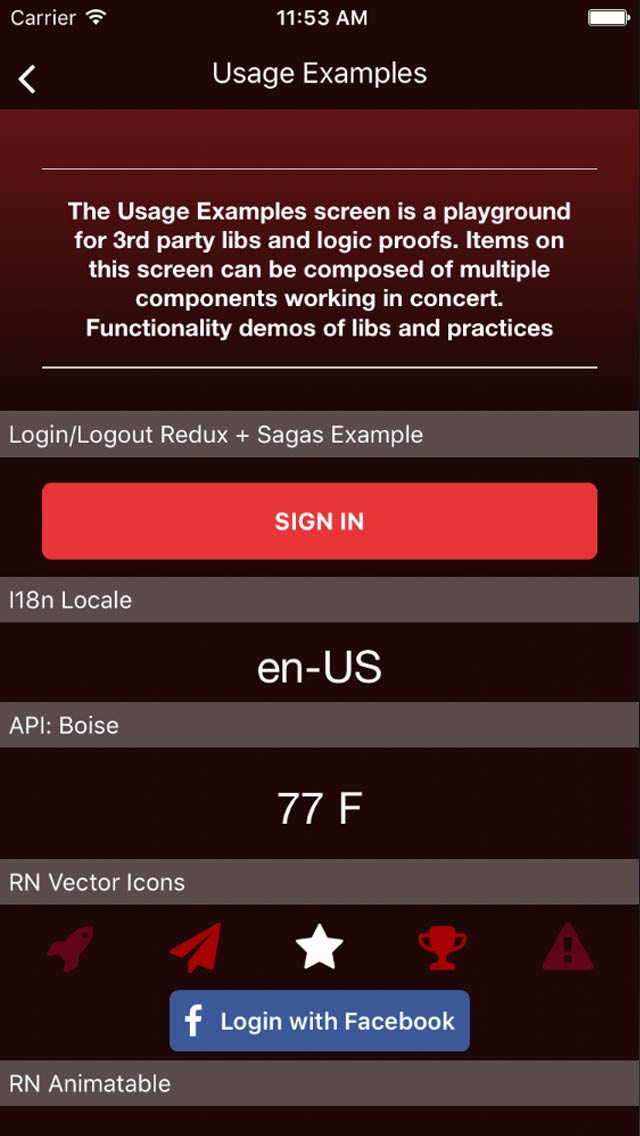 Carrier 11:53 AM
Usage Examples
The Usage Examples screen is a playground
for 3rd party libs and logic proofs. Items on
this screen can be composed of multiple
components working in concert.
Functionality demos of libs and practices
Login/Logout Redux + Sagas Example
SIGN IN
I18n Locale
en-US
API: Boise
77 F
RN Vector Icons
f Login with Facebook
RN Animatable